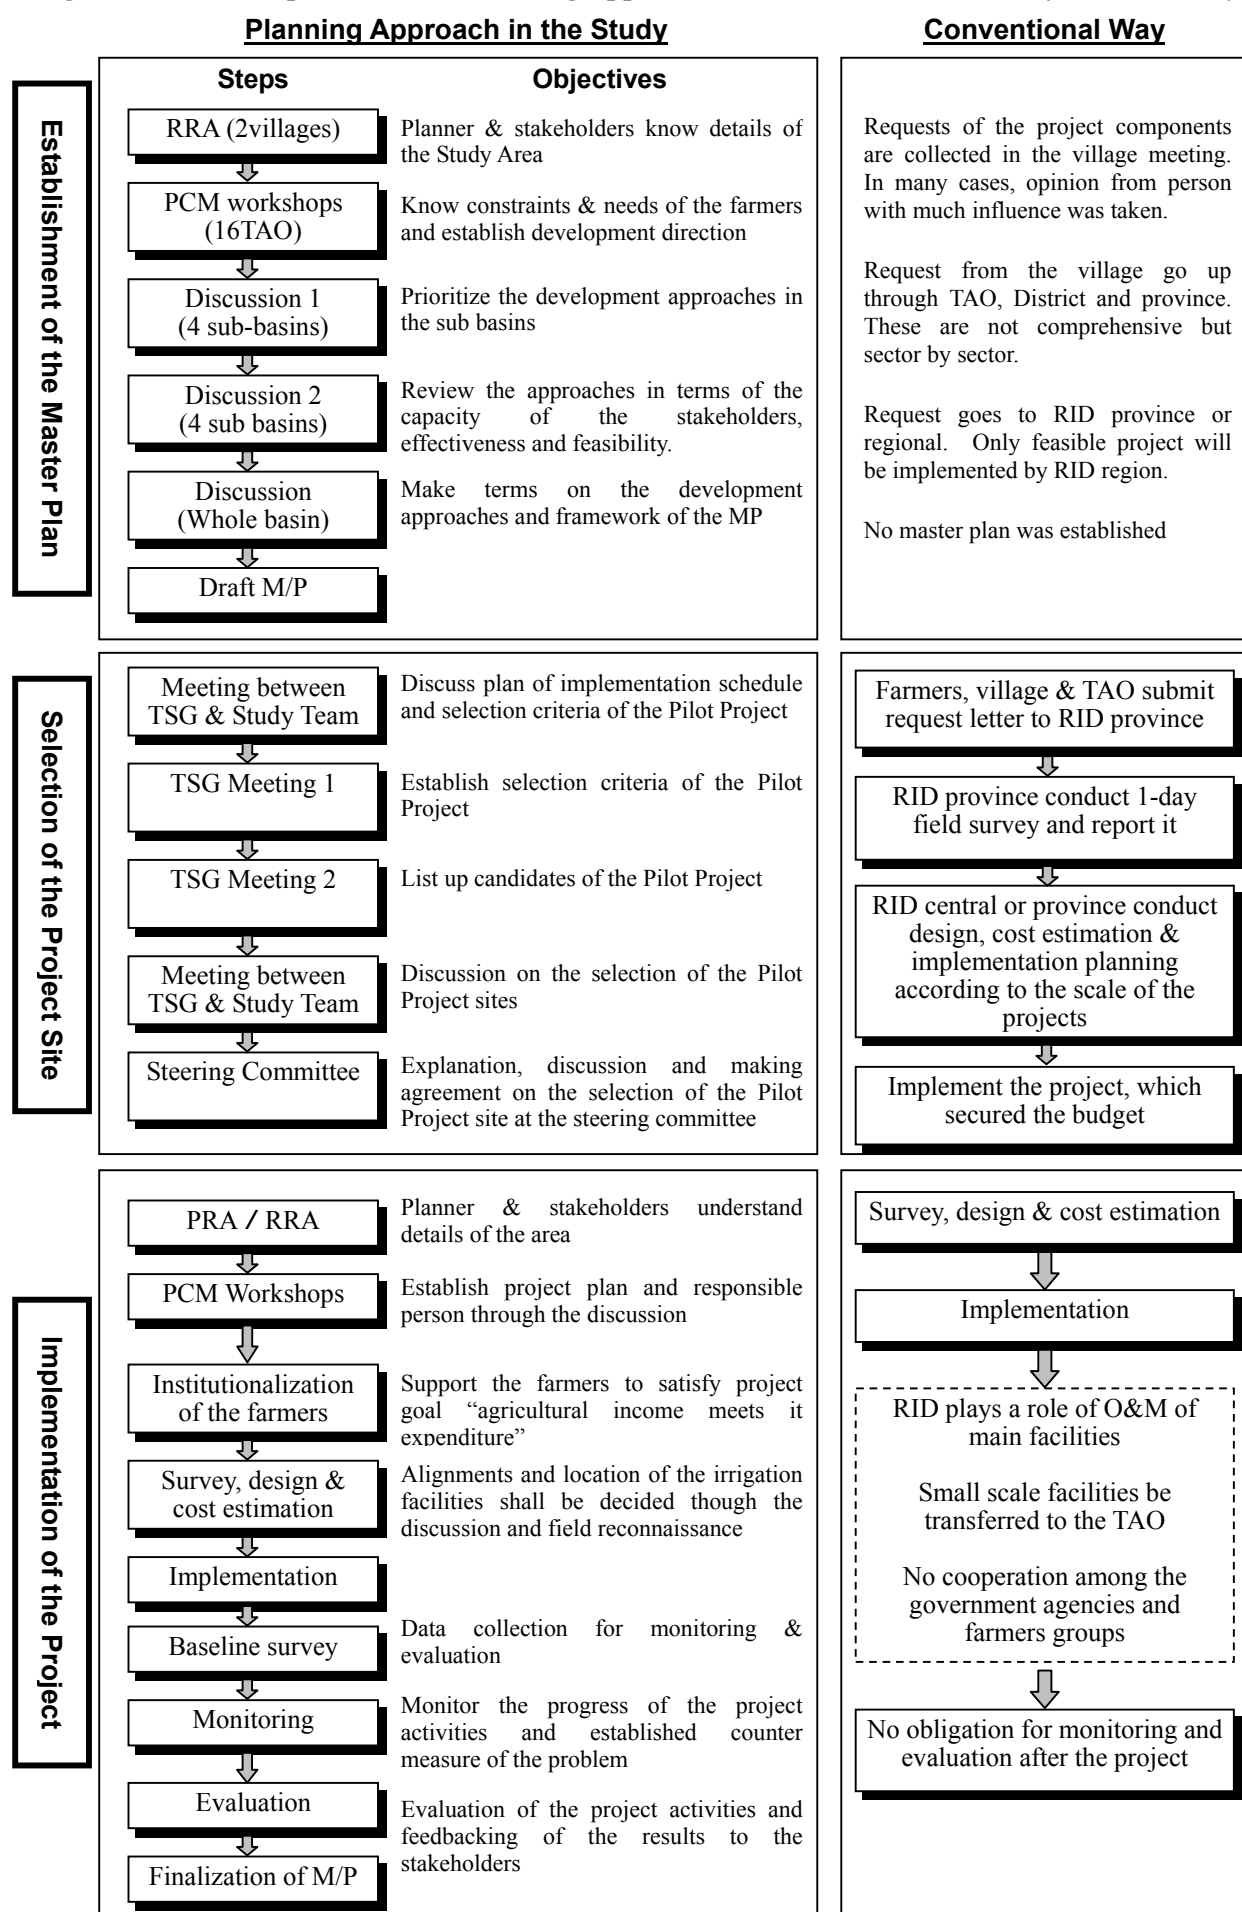 Planning Approach in the Study
Conventional Way
Establishment of the Master Plan
Steps
Objectives
RRA (2villages)
Planner & stakeholders know details of
the Study Area
PCM workshops
(16TAO)
Know constraints & needs of the farmers
and establish development direction
Discussion 1
(4 sub-basins)
Prioritize the development approaches in
the sub basins
Discussion 2
(4 sub basins)
Review the approaches in terms of the
capacity of the stakeholders,
effectiveness and feasibility.
Discussion
(Whole basin)
Make terms on the development
approaches and framework of the MP
Draft M/P
Requests of the project components
are collected in the village meeting.
In many cases, opinion from person
with much influence was taken.
Request from the village go up
through TAO, District and province.
These are not comprehensive but
sector by sector.
Request goes to RID province or
regional. Only feasible project will
be implemented by RID region.
No master plan was established
Selection of the Project Site
Meeting between
TSG & Study Team
Discuss plan of implementation schedule
and selection criteria of the Pilot Project
TSG Meeting 1
Establish selection criteria of the Pilot
Project
TSG Meeting 2
List up candidates of the Pilot Project
Meeting between
TSG & Study Team
Discussion on the selection of the Pilot
Project sites
Steering Committee
Explanation, discussion and making
agreement on the selection of the Pilot
Project site at the steering committee
Farmers, village & TAO submit
request letter to RID province
RID province conduct 1-day
field survey and report it
RID central or province conduct
design, cost estimation &
implementation planning
according to the scale of the
projects
Implement the project, which
secured the budget
Implementation of the Project
PRA / RRA
Planner & stakeholders understand
details of the area
PCM Workshops
Establish project plan and responsible
person through the discussion
Institutionalization
of the farmers
Support the farmers to satisfy project
goal “agricultural income meets it
expenditure”
Survey, design &
cost estimation
Alignments and location of the irrigation
facilities shall be decided though the
discussion and field reconnaissance
Implementation
Baseline survey
Data collection for monitoring &
evaluation
Monitoring
Monitor the progress of the project
activities and established counter
measure of the problem
Evaluation
Evaluation of the project activities and
feedbacking of the results to the
stakeholders
Finalization of M/P
Survey, design & cost estimation
Implementation
RID plays a role of O&M of
main facilities
Small scale facilities be
transferred to the TAO
No cooperation among the
government agencies and
farmers groups
No obligation for monitoring and
evaluation after the project